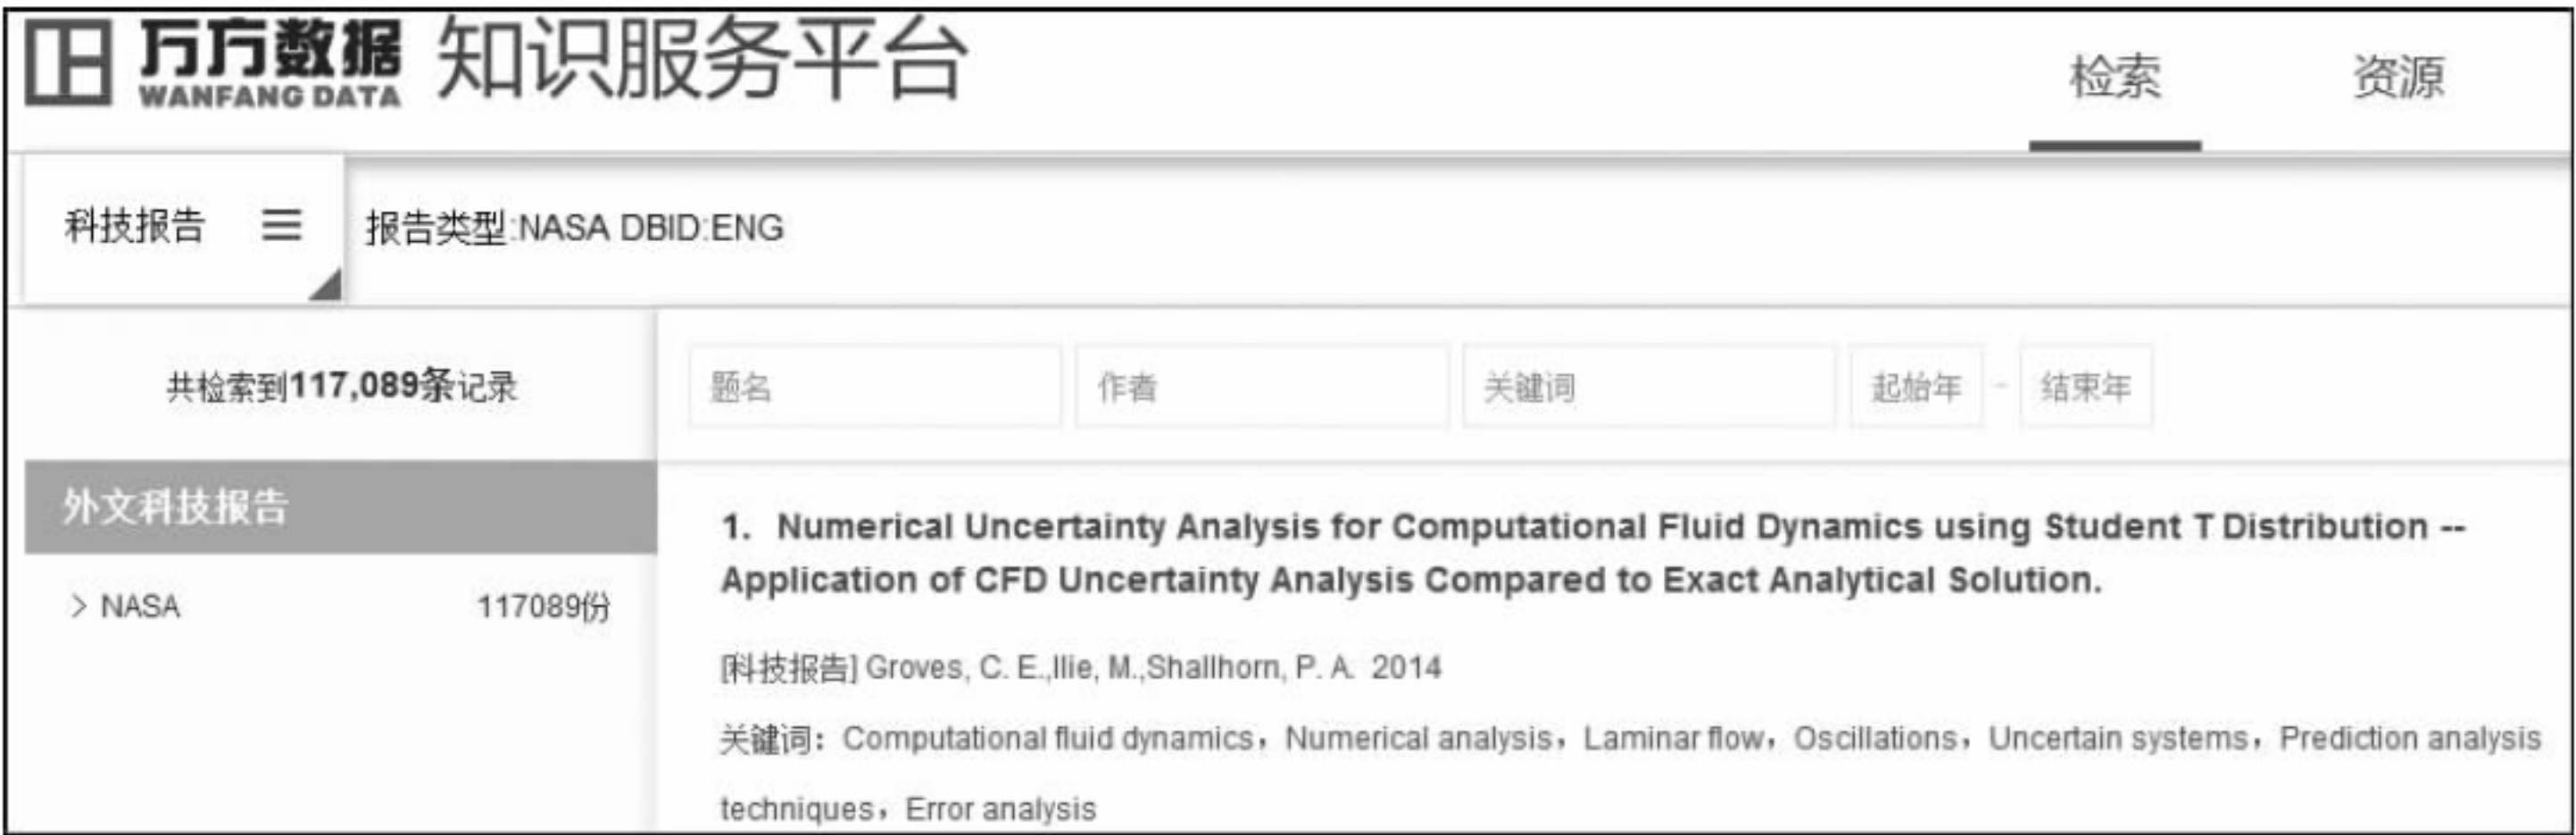 万方数据 知识服务平台
WANFANG DATA
检索 资源
科技报告 报告类型:NASA DBID:ENG
共检索到117,089条记录
题名 作者 关键词 起始年 - 结束年
外文科技报告
> NASA 117089份
1. Numerical Uncertainty Analysis for Computational Fluid Dynamics using Student T Distribution --
Application of CFD Uncertainty Analysis Compared to Exact Analytical Solution.
[科技报告] Groves, C. E.,Ilie, M.,Shallhorn, P. A. 2014
关键词：Computational fluid dynamics，Numerical analysis，Laminar flow，Oscillations，Uncertain systems，Prediction analysis
techniques，Error analysis